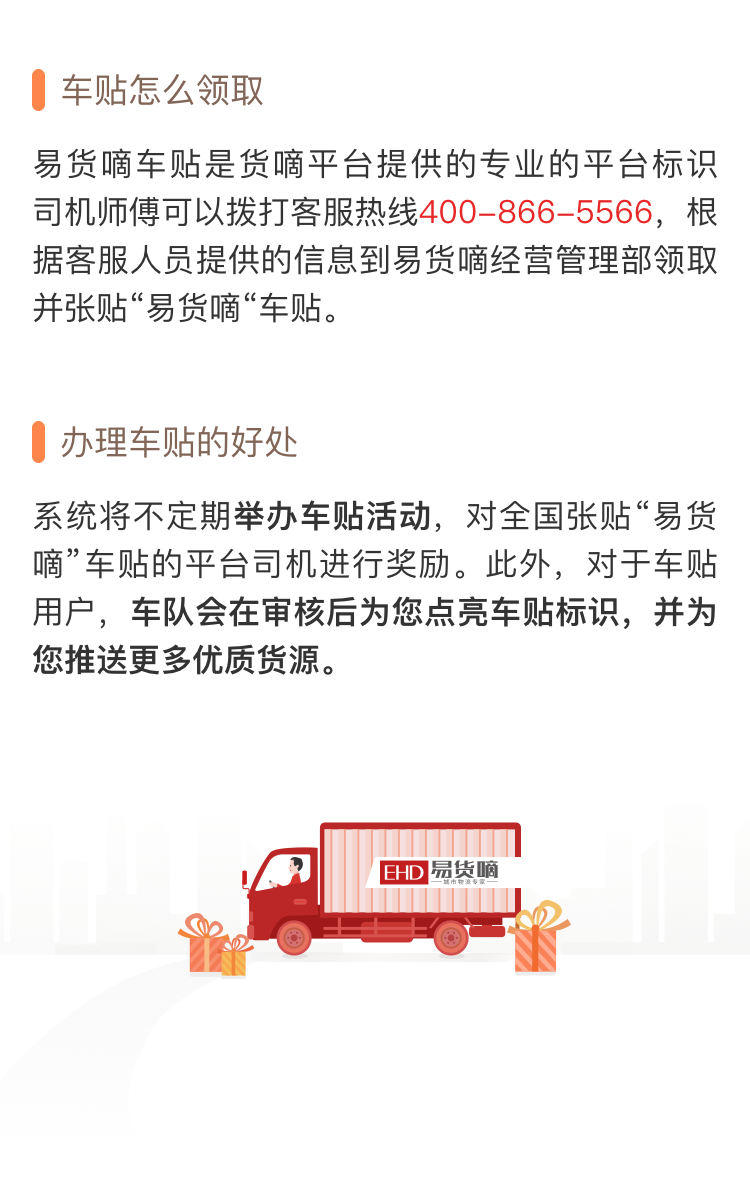 车贴怎么领取
易货嘀车贴是货嘀平台提供的专业的平台标识
司机师傅可以拨打客服热线400-866-5566，根
据客服人员提供的信息到易货嘀经营管理部领取
并张贴“易货嘀“车贴。
办理车贴的好处
系统将不定期举办车贴活动，对全国张贴“易货
嘀”车贴的平台司机进行奖励。此外，对于车贴
用户，车队会在审核后为您点亮车贴标识，并为
您推送更多优质货源。
EHD 易货嘀
城市物流专家